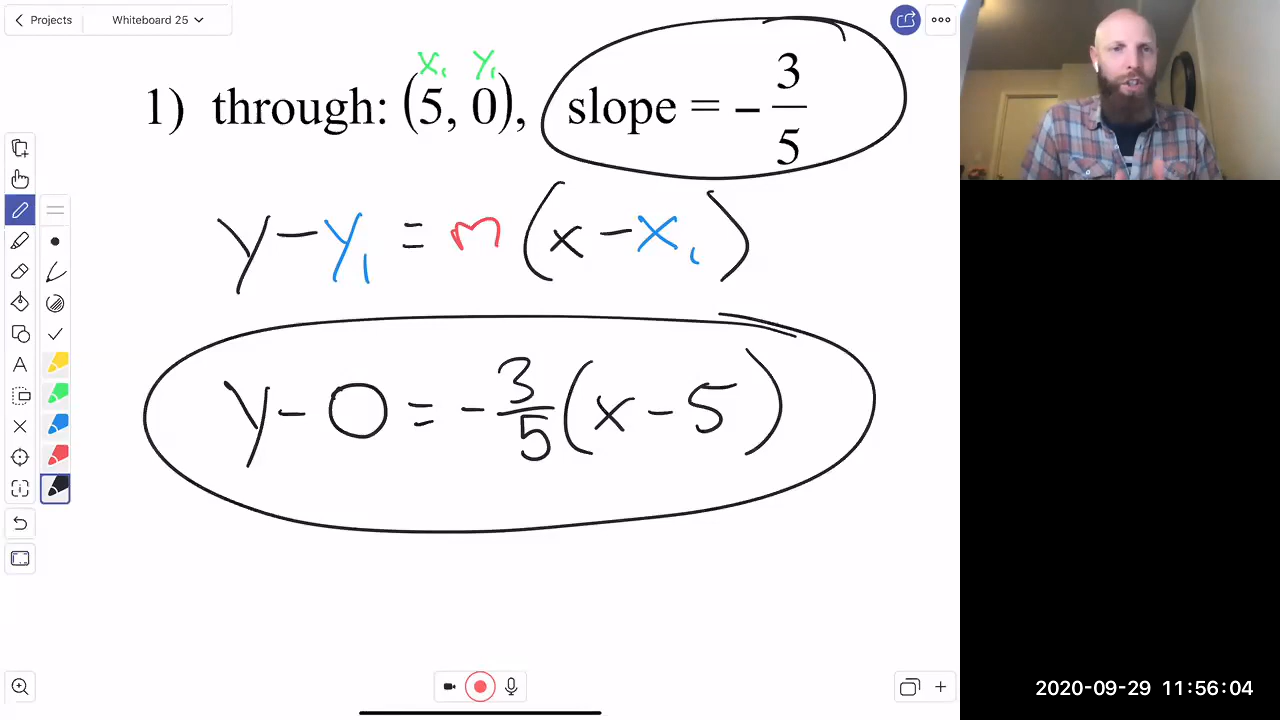 Projects Whiteboard 25
x₁ y₁
1) through: (5, 0), slope = - 3/5
y - y₁ = m (x - x₁)
y - 0 = - 3/5 (x - 5)
2020-09-29 11:56:04